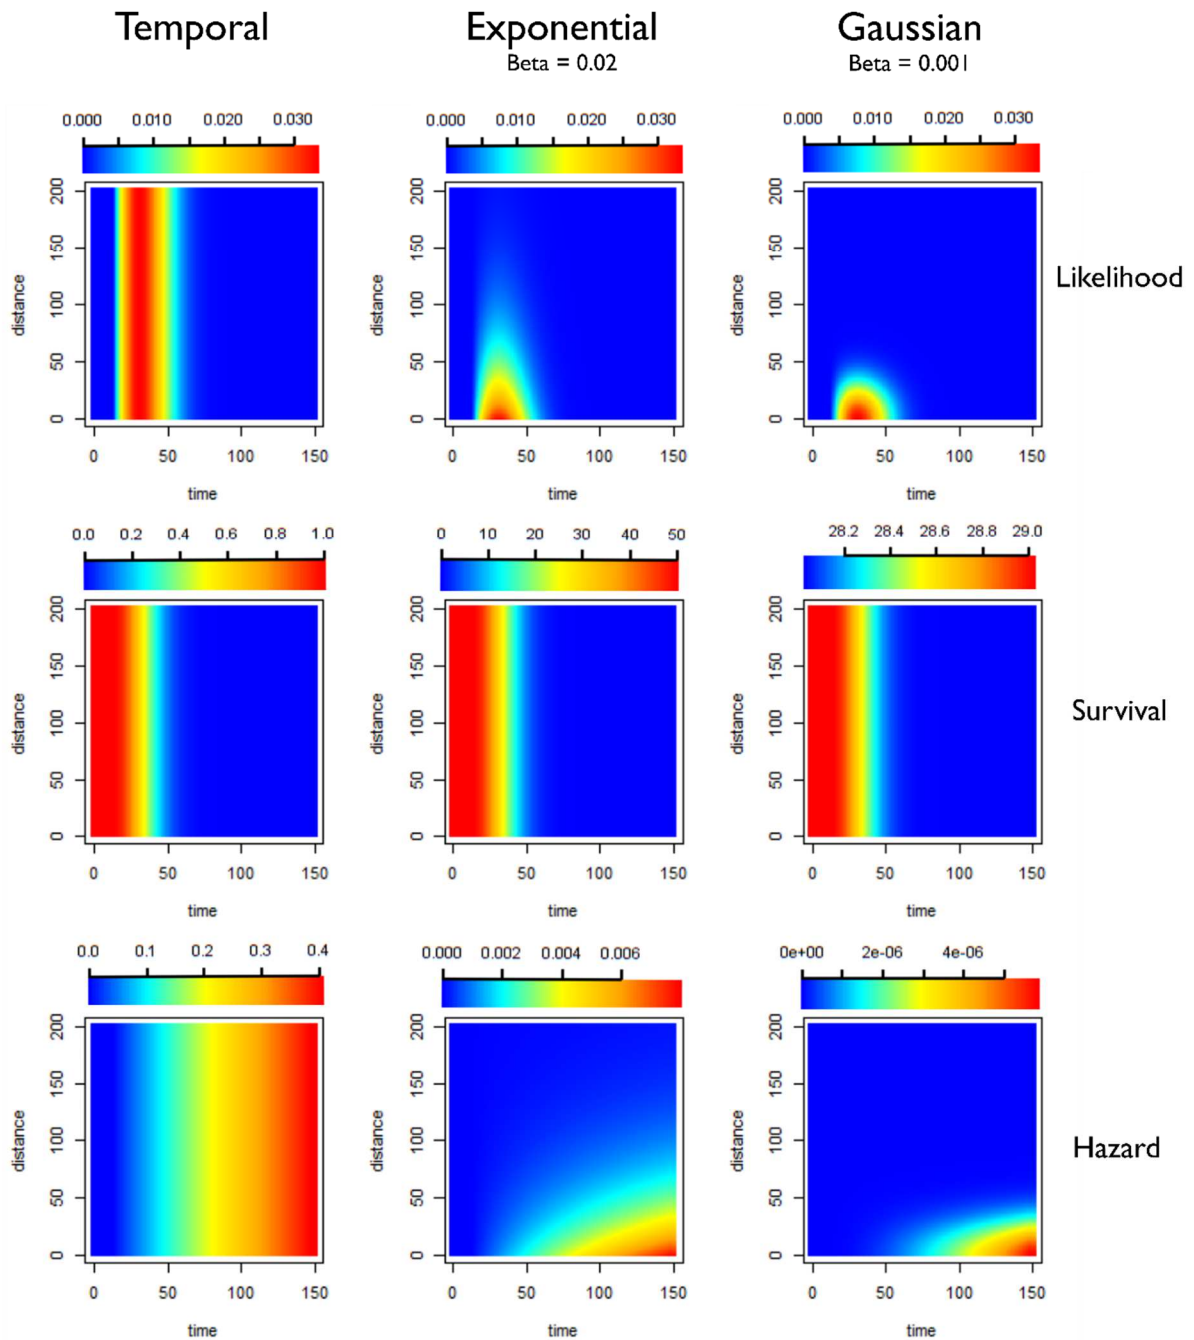 Temporal Exponential Gaussian
Beta = 0.02 Beta = 0.001
0.000 0.010 0.020 0.030 0.000 0.010 0.020 0.030 0.000 0.010 0.020 0.030
distance 0 50 100 150 200
0 50 100 150
time
distance 0 50 100 150 200
0 50 100 150
time
distance 0 50 100 150 200
0 50 100 150
time
Likelihood
0.0 0.2 0.4 0.6 0.8 1.0 0 10 20 30 40 50 28.2 28.4 28.6 28.8 29.0
distance 0 50 100 150 200
0 50 100 150
time
distance 0 50 100 150 200
0 50 100 150
time
distance 0 50 100 150 200
0 50 100 150
time
Survival
0.0 0.1 0.2 0.3 0.4 0.000 0.002 0.004 0.006 0e+00 2e-06 4e-06
distance 0 50 100 150 200
0 50 100 150
time
distance 0 50 100 150 200
0 50 100 150
time
distance 0 50 100 150 200
0 50 100 150
time
Hazard